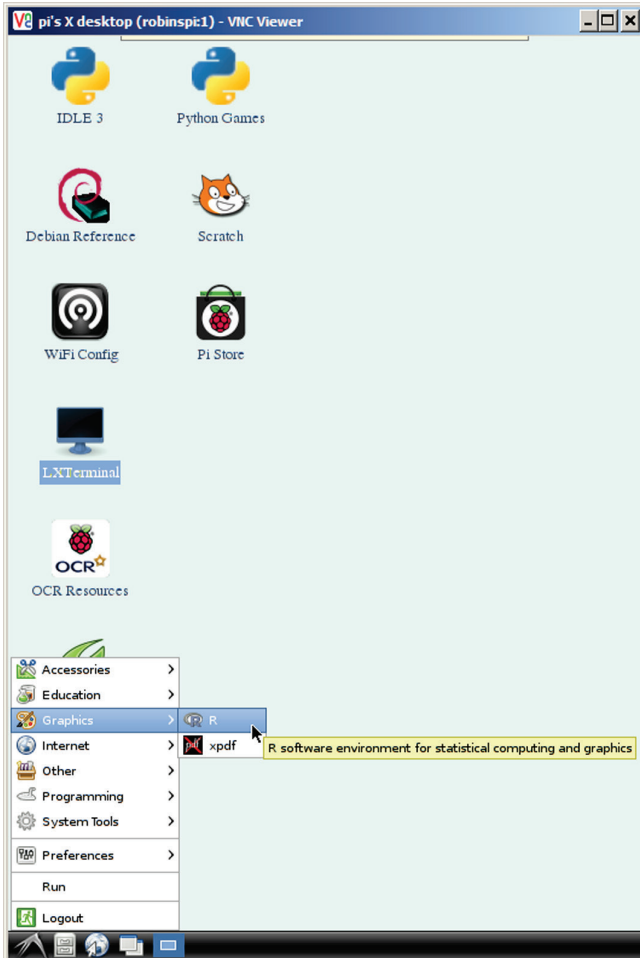 pi's X desktop (robinspi:1) - VNC Viewer
IDLE 3
Python Games
Debian Reference
Scratch
WiFi Config
Pi Store
LXTerminal
OCR
OCR Resources
Accessories
Education
Graphics
R
Internet
xpdf
R software environment for statistical computing and graphics
Other
Programming
System Tools
Preferences
Run
Logout